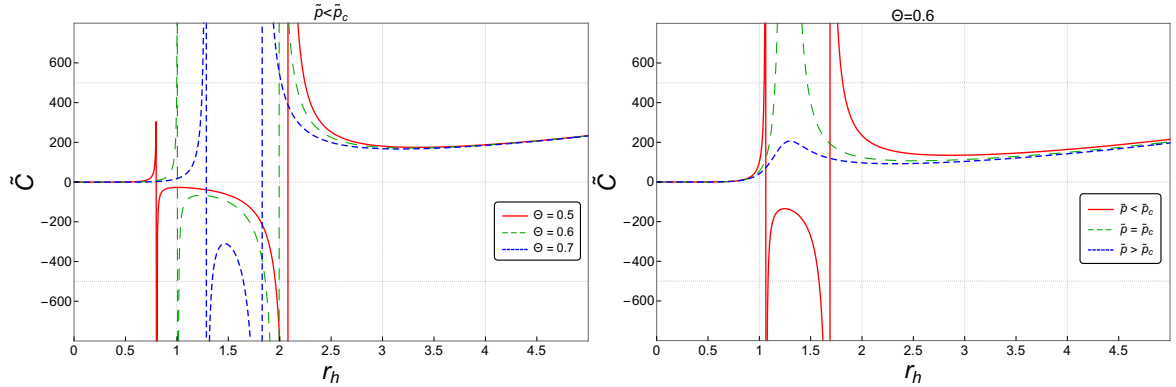 p̃<p̃c
C̃
800
600
400
200
0
−200
−400
−600
0 0.5 1 1.5 2 2.5 3 3.5 4 4.5
rh
Θ = 0.5
Θ = 0.6
Θ = 0.7
Θ=0.6
C̃
600
400
200
0
−200
−400
−600
0 0.5 1 1.5 2 2.5 3 3.5 4 4.5
rh
p̃ < p̃c
p̃ = p̃c
p̃ > p̃c